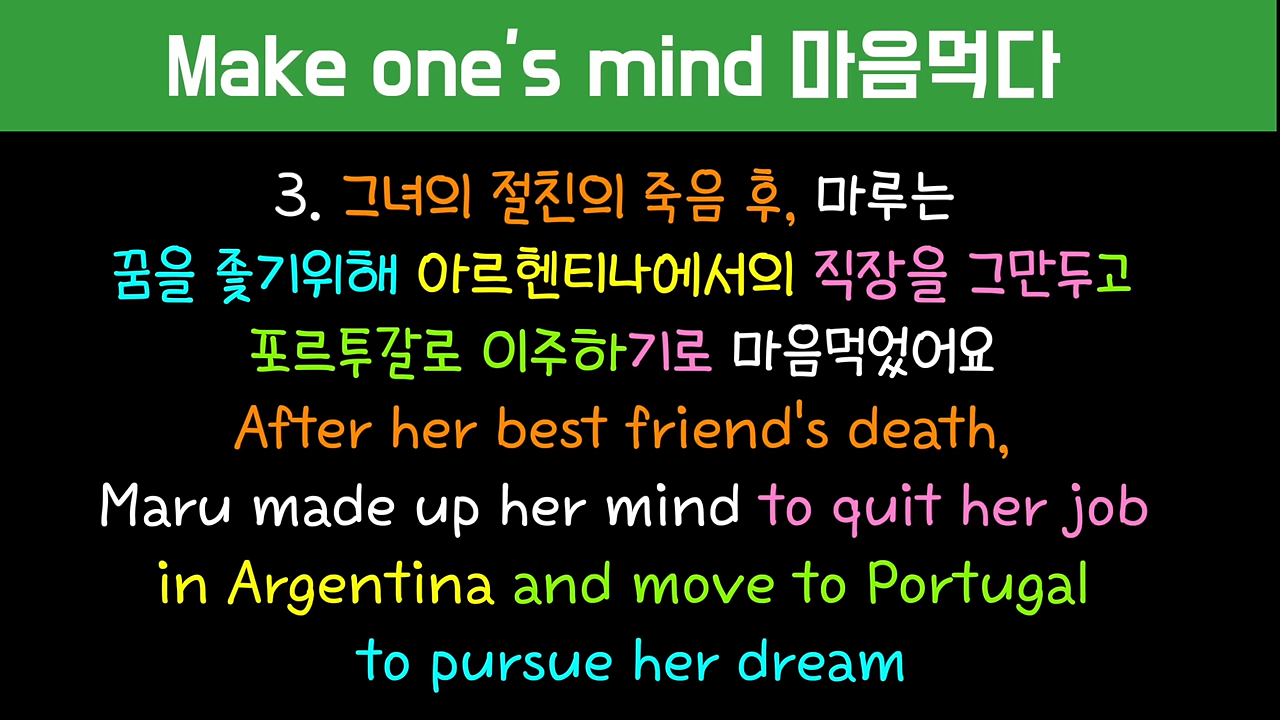 Make one's mind 마음먹다
3. 그녀의 절친의 죽음 후, 마루는
꿈을 좇기위해 아르헨티나에서의 직장을 그만두고
포르투갈로 이주하기로 마음먹었어요
After her best friend's death,
Maru made up her mind to quit her job
in Argentina and move to Portugal
to pursue her dream